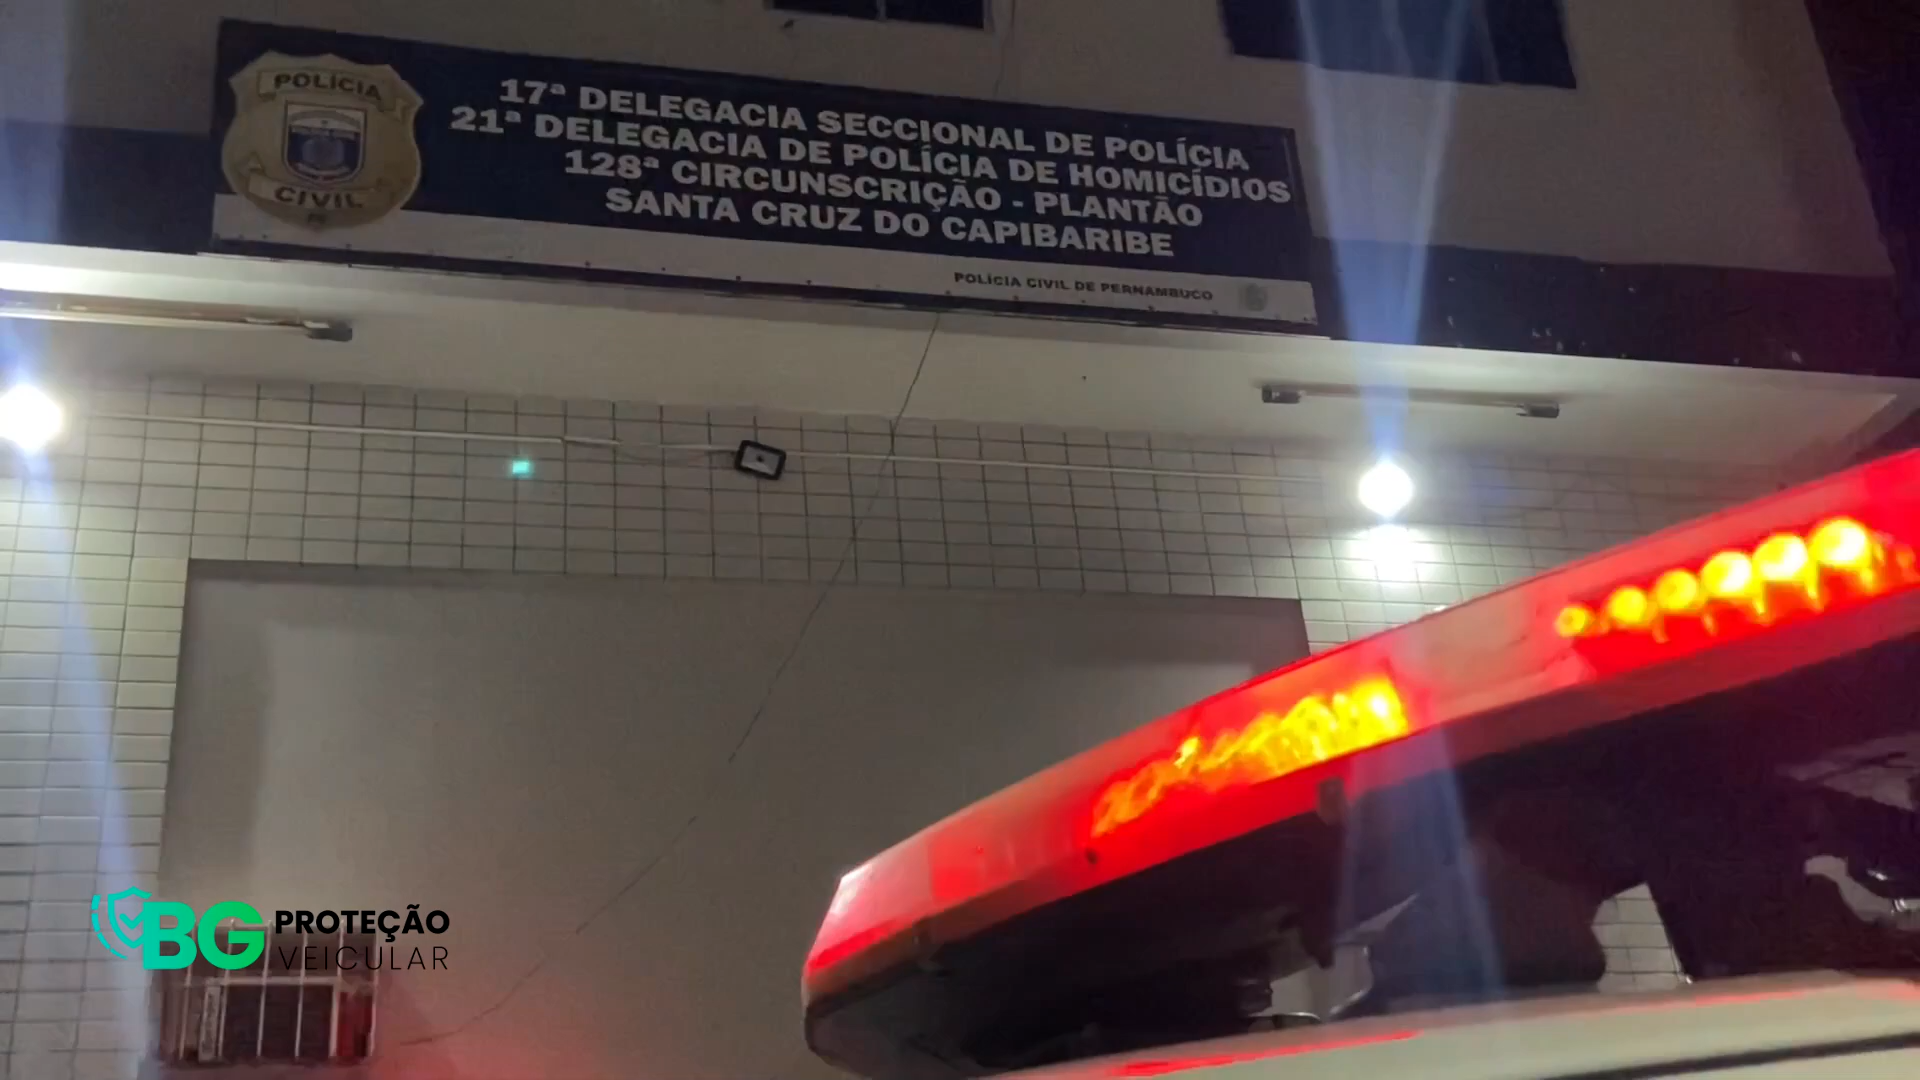 POLÍCIA
CIVIL
17ª DELEGACIA SECCIONAL DE POLÍCIA
21ª DELEGACIA DE POLÍCIA DE HOMICÍDIOS
128ª CIRCUNSCRIÇÃO - PLANTÃO
SANTA CRUZ DO CAPIBARIBE
POLÍCIA CIVIL DE PERNAMBUCO
BG PROTEÇÃO
VEICULAR